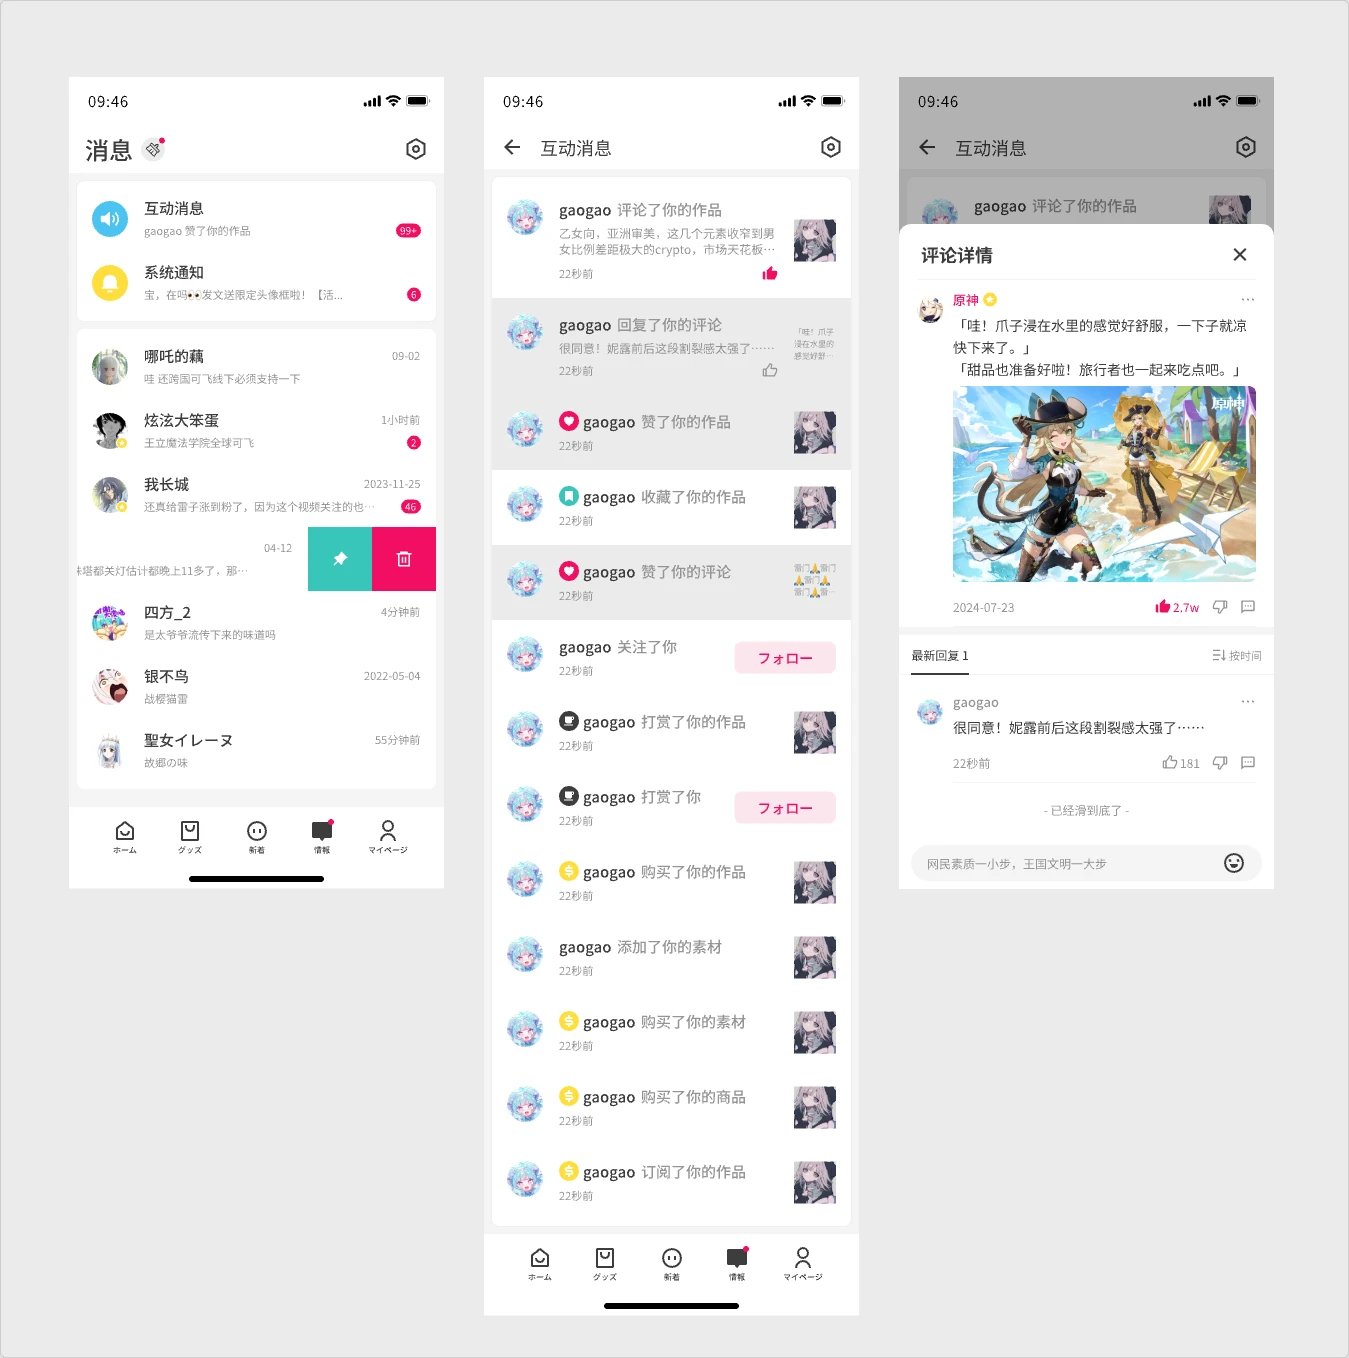 09:46
消息
互动消息
gaogao 赞了你的作品
99+
系统通知
宝，在吗👀发文送限定头像框啦！【活...
6
哪吒的藕
09-02
哇 还跨国可飞线下必须支持一下
炫泫大笨蛋
1小时前
王立魔法学院全球可飞
2
我长城
2023-11-25
还真给雷子涨到粉了，因为这个视频关注的也…
46
04-12
塔都关灯估计都晚上11多了，那…
四方_2
4分钟前
是太爷爷流传下来的味道吗
银不鸟
2022-05-04
战樱猫雷
聖女イレーヌ
55分钟前
故郷の味
ホーム
グッズ
新着
情報
マイページ
09:46
互动消息
gaogao 评论了你的作品
乙女向，亚洲审美，这几个元素收窄到男
女比例差距极大的crypto，市场天花板…
22秒前
gaogao 回复了你的评论
很同意！妮露前后这段割裂感太强了……
22秒前
「哇！爪子
浸在水里的
感觉好舒…
gaogao 赞了你的作品
22秒前
gaogao 收藏了你的作品
22秒前
gaogao 赞了你的评论
22秒前
雷门🙏雷门
🙏雷门🙏
雷门🙏雷…
gaogao 关注了你
22秒前
フォロー
gaogao 打赏了你的作品
22秒前
gaogao 打赏了你
22秒前
フォロー
gaogao 购买了你的作品
22秒前
gaogao 添加了你的素材
22秒前
gaogao 购买了你的素材
22秒前
gaogao 购买了你的商品
22秒前
gaogao 订阅了你的作品
22秒前
ホーム
グッズ
新着
情報
マイページ
09:46
互动消息
gaogao 评论了你的作品
评论详情
原神
「哇！爪子浸在水里的感觉好舒服，一下子就凉
快下来了。」
「甜品也准备好啦！旅行者也一起来吃点吧。」
原神
2024-07-23
2.7w
最新回复 1
按时间
gaogao
很同意！妮露前后这段割裂感太强了……
22秒前
181
- 已经滑到底了 -
网民素质一小步，王国文明一大步